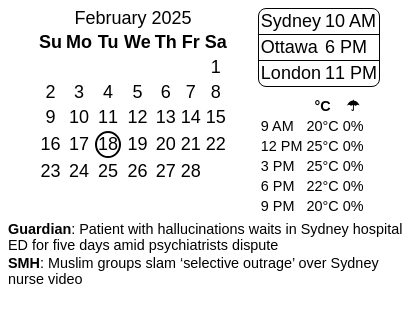 February 2025
Su Mo Tu We Th Fr Sa
1
2 3 4 5 6 7 8
9 10 11 12 13 14 15
16 17 18 19 20 21 22
23 24 25 26 27 28
Sydney 10 AM
Ottawa 6 PM
London 11 PM
°C ☂
9 AM 20°C 0%
12 PM 25°C 0%
3 PM 25°C 0%
6 PM 22°C 0%
9 PM 20°C 0%
Guardian: Patient with hallucinations waits in Sydney hospital
ED for five days amid psychiatrists dispute
SMH: Muslim groups slam ‘selective outrage’ over Sydney
nurse video